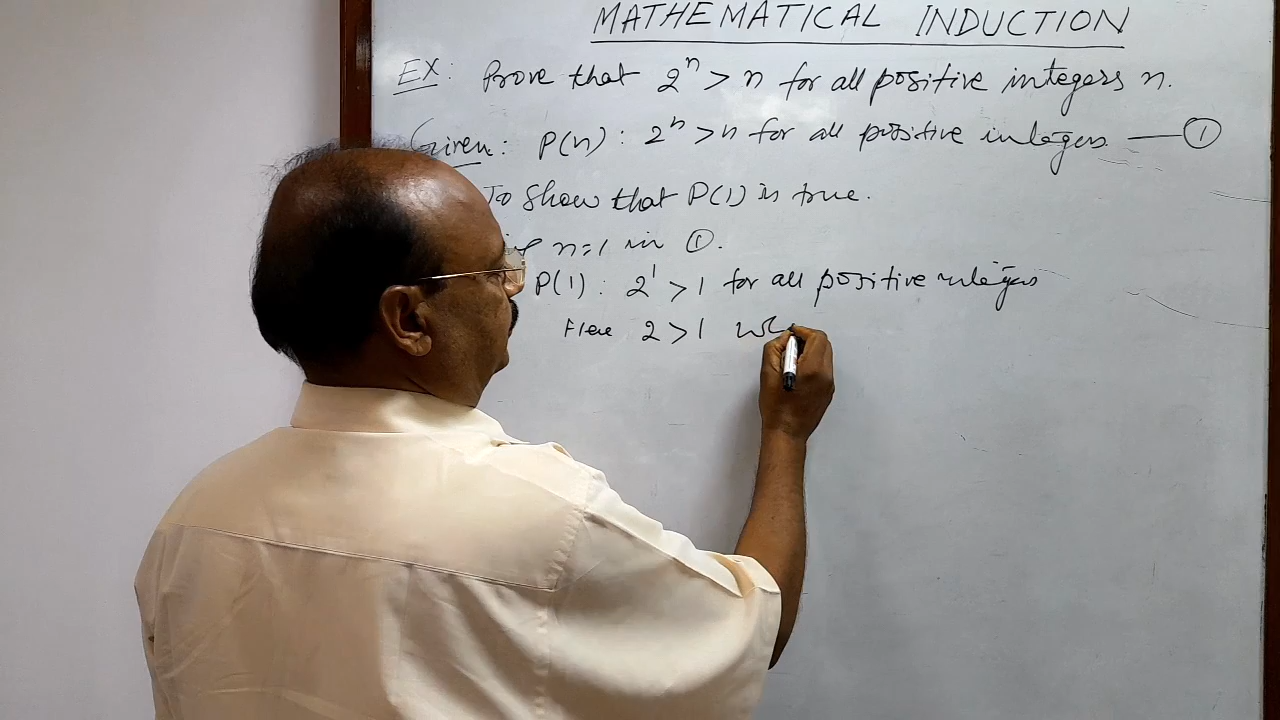 MATHEMATICAL INDUCTION
EX: Prove that 2ⁿ > n for all positive integers n.
Given: P(n): 2ⁿ > n for all positive integers — ①
To Show that P(1) is true.
n=1 in ①.
P(1): 2¹ > 1 for all positive integers
Here 2 > 1